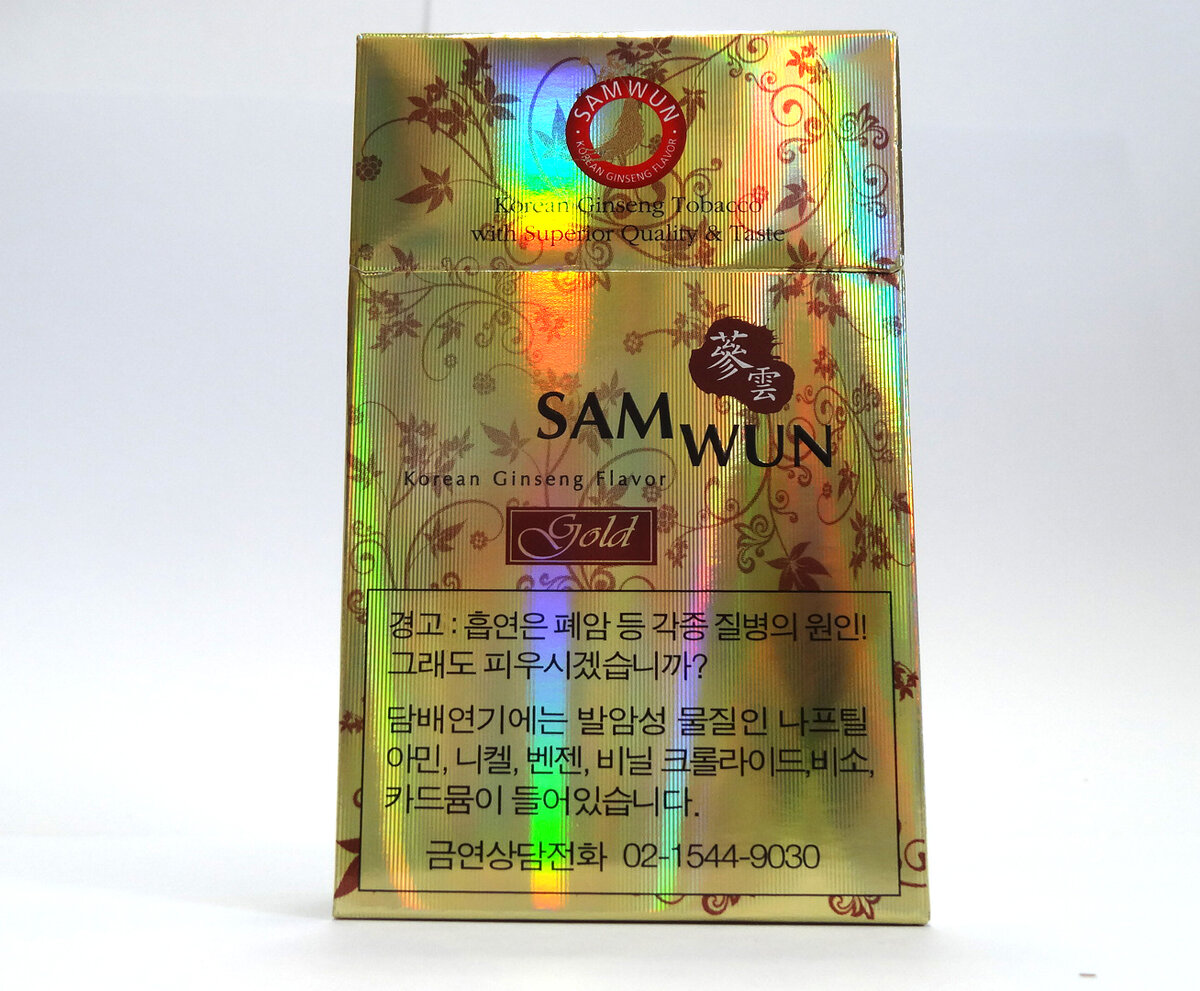 SAMWUN
KOREAN GINSENG FLAVOR
Korean Ginseng Tobacco
with Superior Quality & Taste
蔘雲
SAMWUN
Korean Ginseng Flavor
Gold
경고 : 흡연은 폐암 등 각종 질병의 원인!
그래도 피우시겠습니까?
담배연기에는 발암성 물질인 나프틸
아민, 니켈, 벤젠, 비닐 크롤라이드,비소,
카드뮴이 들어있습니다.
금연상담전화 02-1544-9030